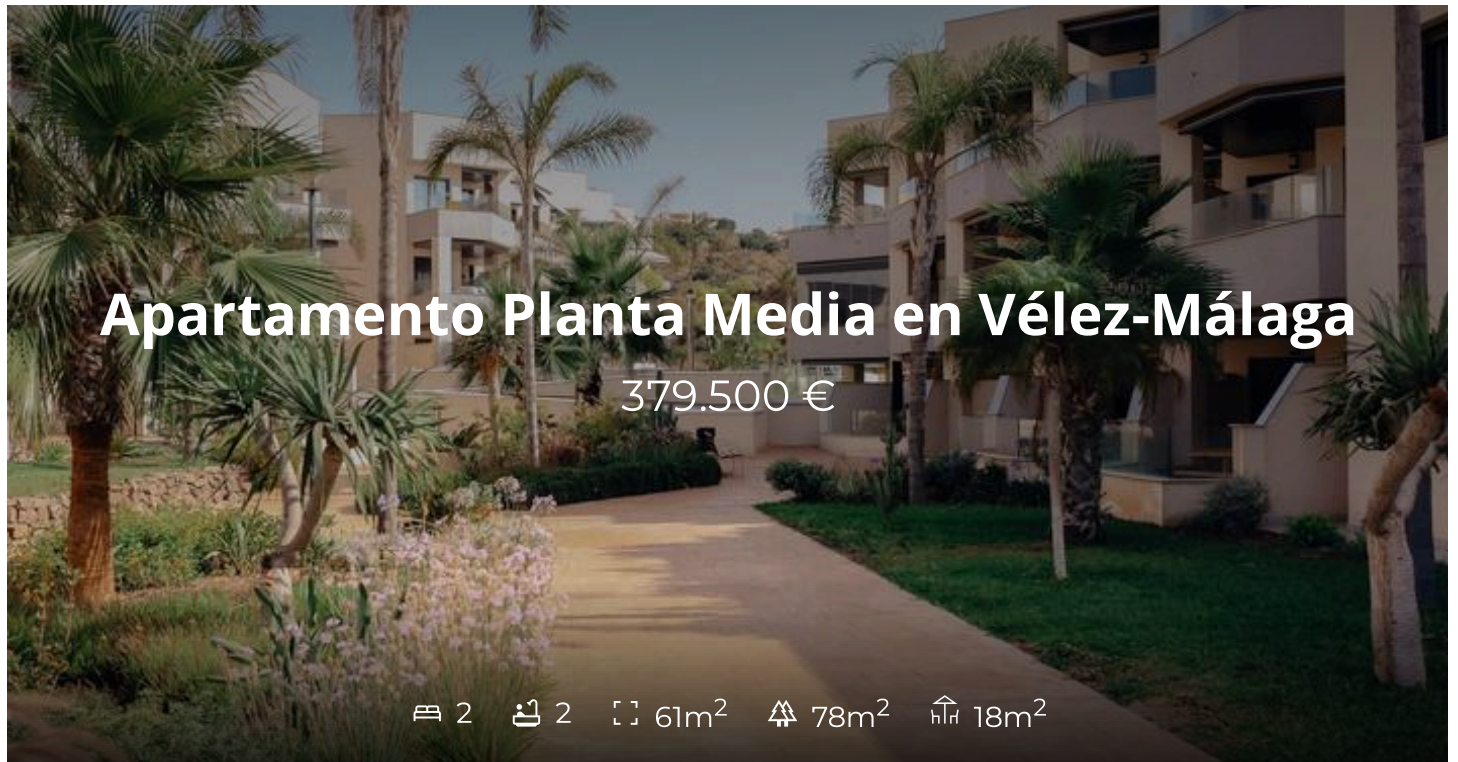 Apartamento Planta Media en Vélez-Málaga
379.500 €
2 2 61m² 78m² 18m²